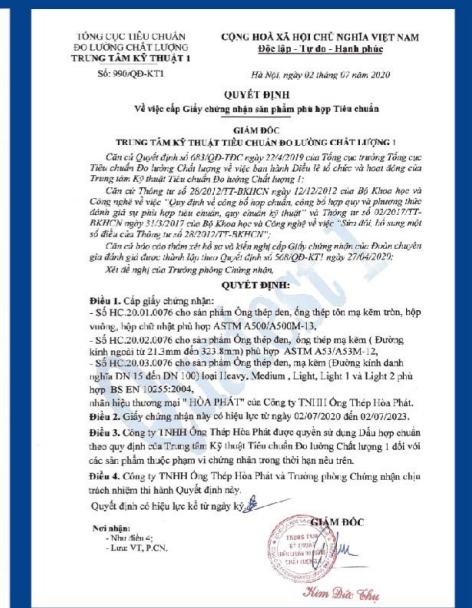 TỔNG CỤC TIÊU CHUẨN
ĐO LƯỜNG CHẤT LƯỢNG
TRUNG TÂM KỸ THUẬT 1
Số: 990/QĐ-KT1
CỘNG HOÀ XÃ HỘI CHỦ NGHĨA VIỆT NAM
Độc lập - Tự do - Hạnh phúc
Hà Nội, ngày 02 tháng 07 năm 2020
QUYẾT ĐỊNH
Về việc cấp Giấy chứng nhận sản phẩm phù hợp Tiêu chuẩn
GIÁM ĐỐC
TRUNG TÂM KỸ THUẬT TIÊU CHUẨN ĐO LƯỜNG CHẤT LƯỢNG 1
Căn cứ Quyết định số 683/QĐ-TĐC ngày 22/4/2019 của Tổng cục trưởng Tổng cục
Tiêu chuẩn Đo lường Chất lượng về việc ban hành Điều lệ tổ chức và hoạt động của
Trung tâm Kỹ thuật Tiêu chuẩn Đo lường Chất lượng 1;
Căn cứ Thông tư số 28/2012/TT-BKHCN ngày 12/12/2012 của Bộ Khoa học và
Công nghệ về việc "Quy định về công bố hợp chuẩn, công bố hợp quy và phương thức
đánh giá sự phù hợp tiêu chuẩn, quy chuẩn kỹ thuật" và Thông tư số 02/2017/TT-
BKHCN ngày 31/3/2017 của Bộ Khoa học và Công nghệ về việc "Sửa đổi, bổ sung một
số điều của Thông tư số 28/2012/TT-BKHCN";
Căn cứ báo cáo thẩm xét hồ sơ và kiến nghị cấp Giấy chứng nhận của Đoàn chuyên
gia đánh giá được thành lập theo Quyết định số 568/QĐ-KT1 ngày 27/04/2020;
Xét đề nghị của Trưởng phòng Chứng nhận,
QUYẾT ĐỊNH:
Điều 1. Cấp giấy chứng nhận:
- Số HC.20.01.0076 cho sản phẩm Ống thép đen, ống thép tôn mạ kẽm tròn, hộp
vuông, hộp chữ nhật phù hợp ASTM A500/A500M-13,
- Số HC.20.02.0076 cho sản phẩm Ống thép đen, ống thép mạ kẽm ( Đường
kính ngoài từ 21.3mm đến 323.8mm) phù hợp ASTM A53/A53M-12,
- Số HC.20.03.0076 cho sản phẩm Ống thép đen, mạ kẽm (Đường kính danh
nghĩa DN 15 đến DN 100) loại Heavy, Medium , Light, Light 1 và Light 2 phù
hợp BS EN 10255:2004,
nhãn hiệu thương mại " HÒA PHÁT" của Công ty TNHH Ống Thép Hòa Phát.
Điều 2. Giấy chứng nhận này có hiệu lực từ ngày 02/07/2020 đến 02/07/2023.
Điều 3. Công ty TNHH Ống Thép Hòa Phát được quyền sử dụng Dấu hợp chuẩn
theo quy định của Trung tâm Kỹ thuật Tiêu chuẩn Đo lường Chất lượng 1 đối với
các sản phẩm thuộc phạm vi chứng nhận trong thời hạn nêu trên.
Điều 4. Công ty TNHH Ống Thép Hòa Phát và Trưởng phòng Chứng nhận chịu
trách nhiệm thi hành Quyết định này.
Quyết định có hiệu lực kể từ ngày ký.
Nơi nhận:
- Như điều 4;
- Lưu: VT, P.CN.
GIÁM ĐỐC
TRUNG TÂM
KỸ THUẬT
TIÊU CHUẨN ĐO LƯỜNG
CHẤT LƯỢNG 1
Kim Đức Thụ